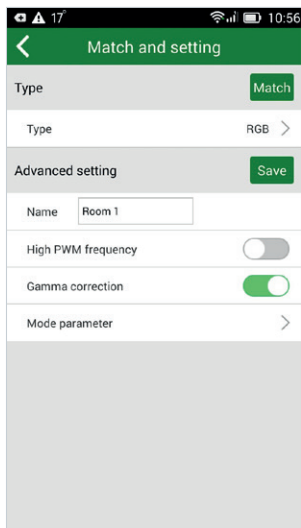 17° 10:56
Match and setting
Type Match
Type RGB
Advanced setting Save
Name Room 1
High PWM frequency
Gamma correction
Mode parameter